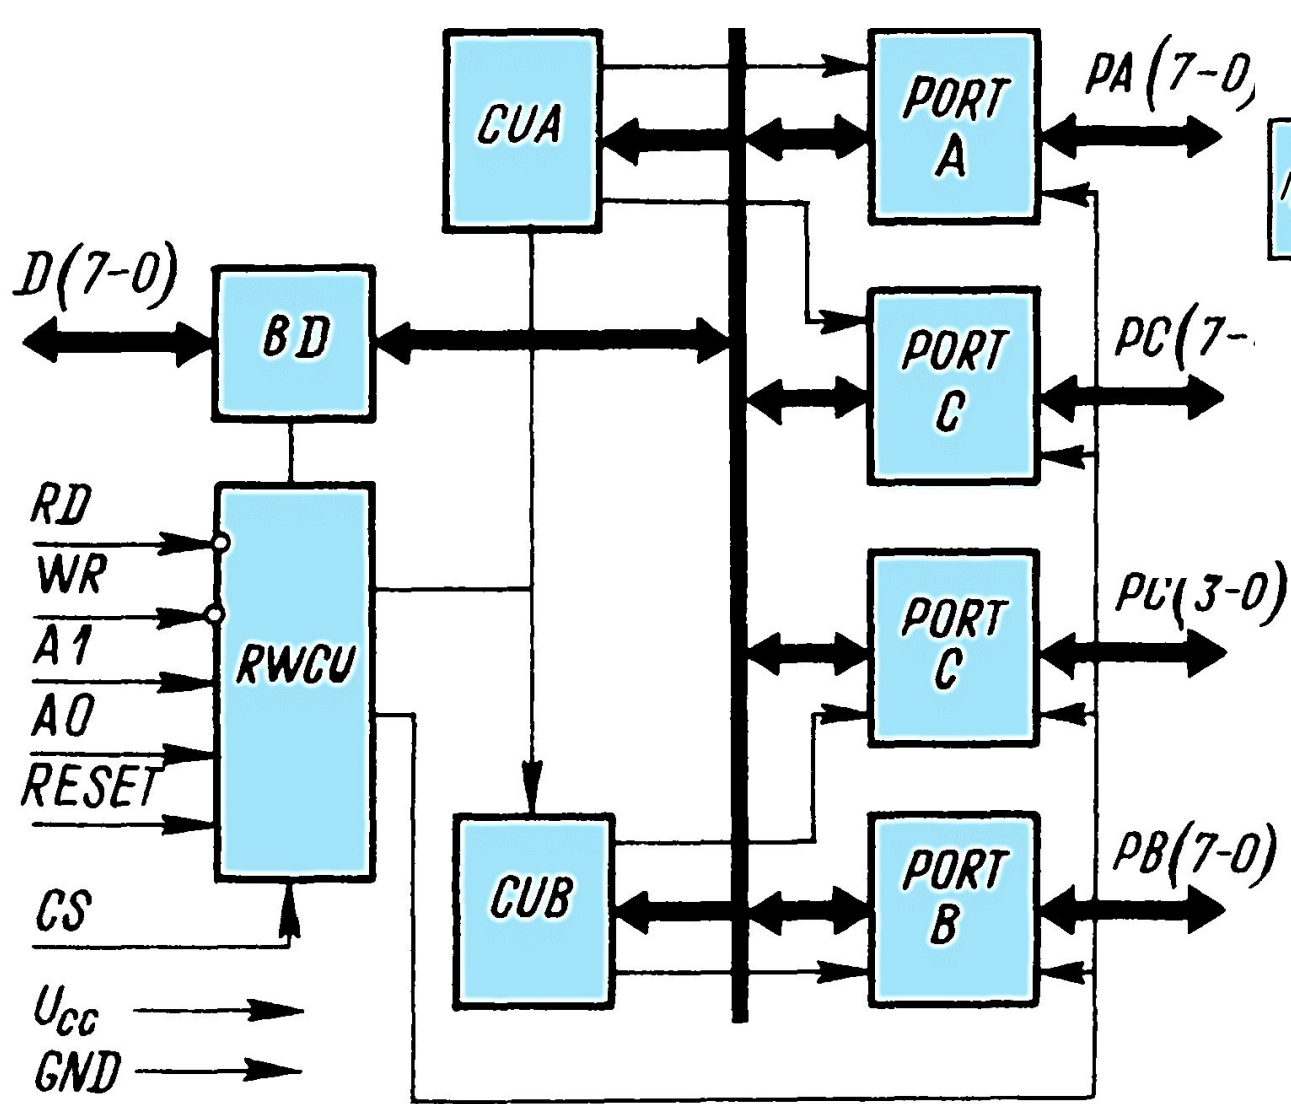 CUA
PORT
A
PA(7-0)
D(7-0)
BD
PORT
C
PC(7-
RD
WR
A1
A0
RESET
RWCU
PORT
C
PC(3-0)
CS
CUB
PORT
B
PB(7-0)
Ucc
GND